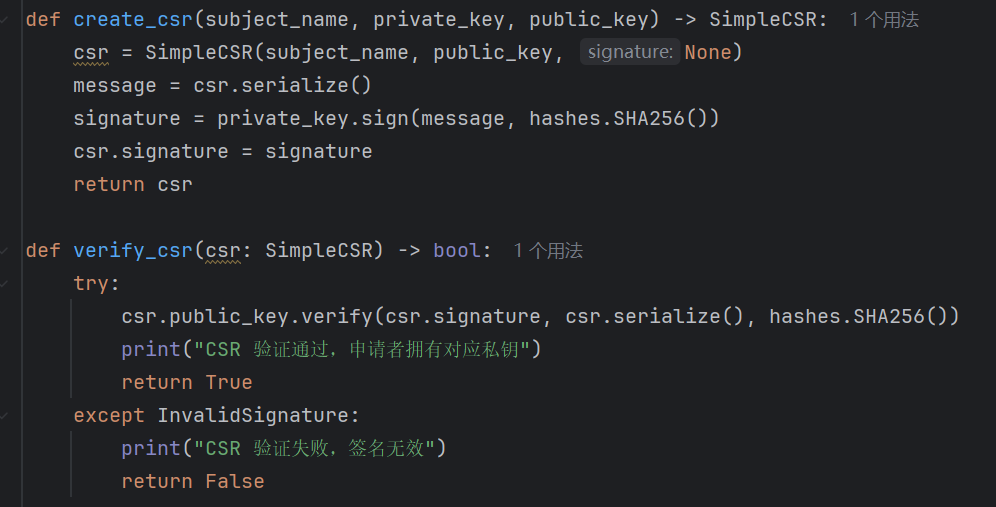 def create_csr(subject_name, private_key, public_key) -> SimpleCSR: 1 个用法
    csr = SimpleCSR(subject_name, public_key, signature: None)
    message = csr.serialize()
    signature = private_key.sign(message, hashes.SHA256())
    csr.signature = signature
    return csr

def verify_csr(csr: SimpleCSR) -> bool: 1 个用法
    try:
        csr.public_key.verify(csr.signature, csr.serialize(), hashes.SHA256())
        print("CSR 验证通过，申请者拥有对应私钥")
        return True
    except InvalidSignature:
        print("CSR 验证失败，签名无效")
        return False